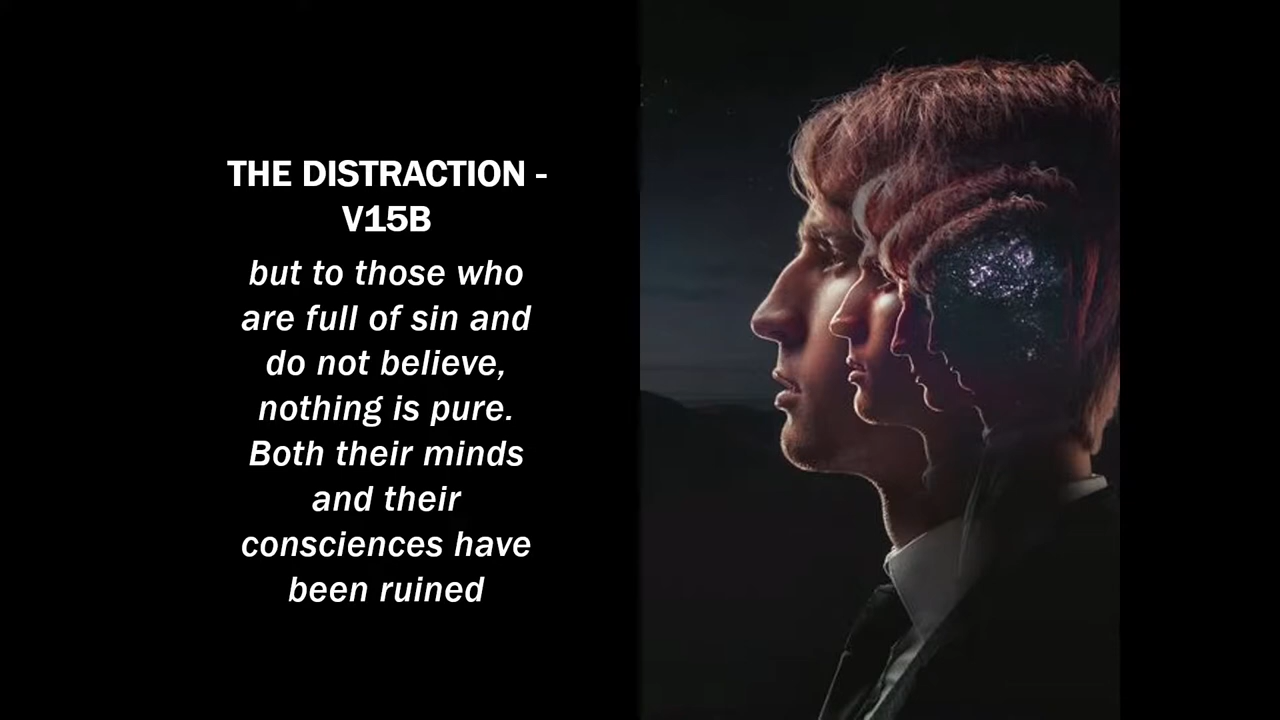 THE DISTRACTION -
V15B
but to those who
are full of sin and
do not believe,
nothing is pure.
Both their minds
and their
consciences have
been ruined